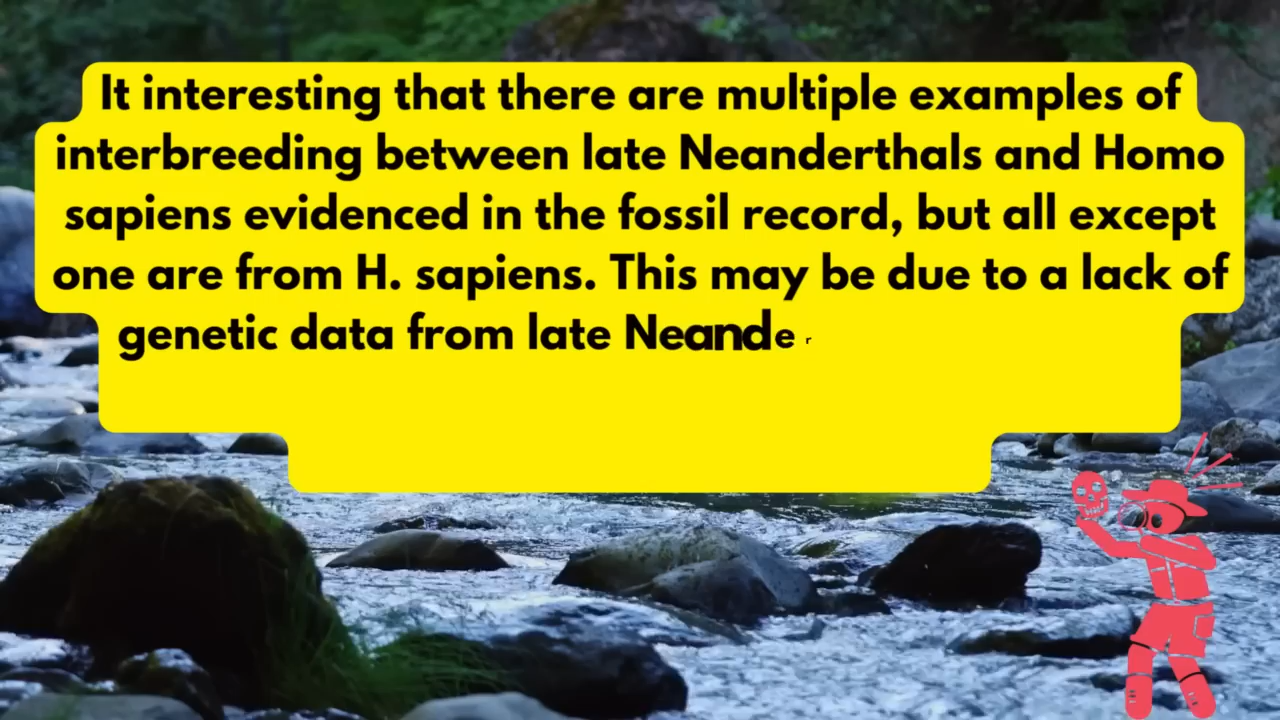 It interesting that there are multiple examples of
interbreeding between late Neanderthals and Homo
sapiens evidenced in the fossil record, but all except
one are from H. sapiens. This may be due to a lack of
genetic data from late Neander